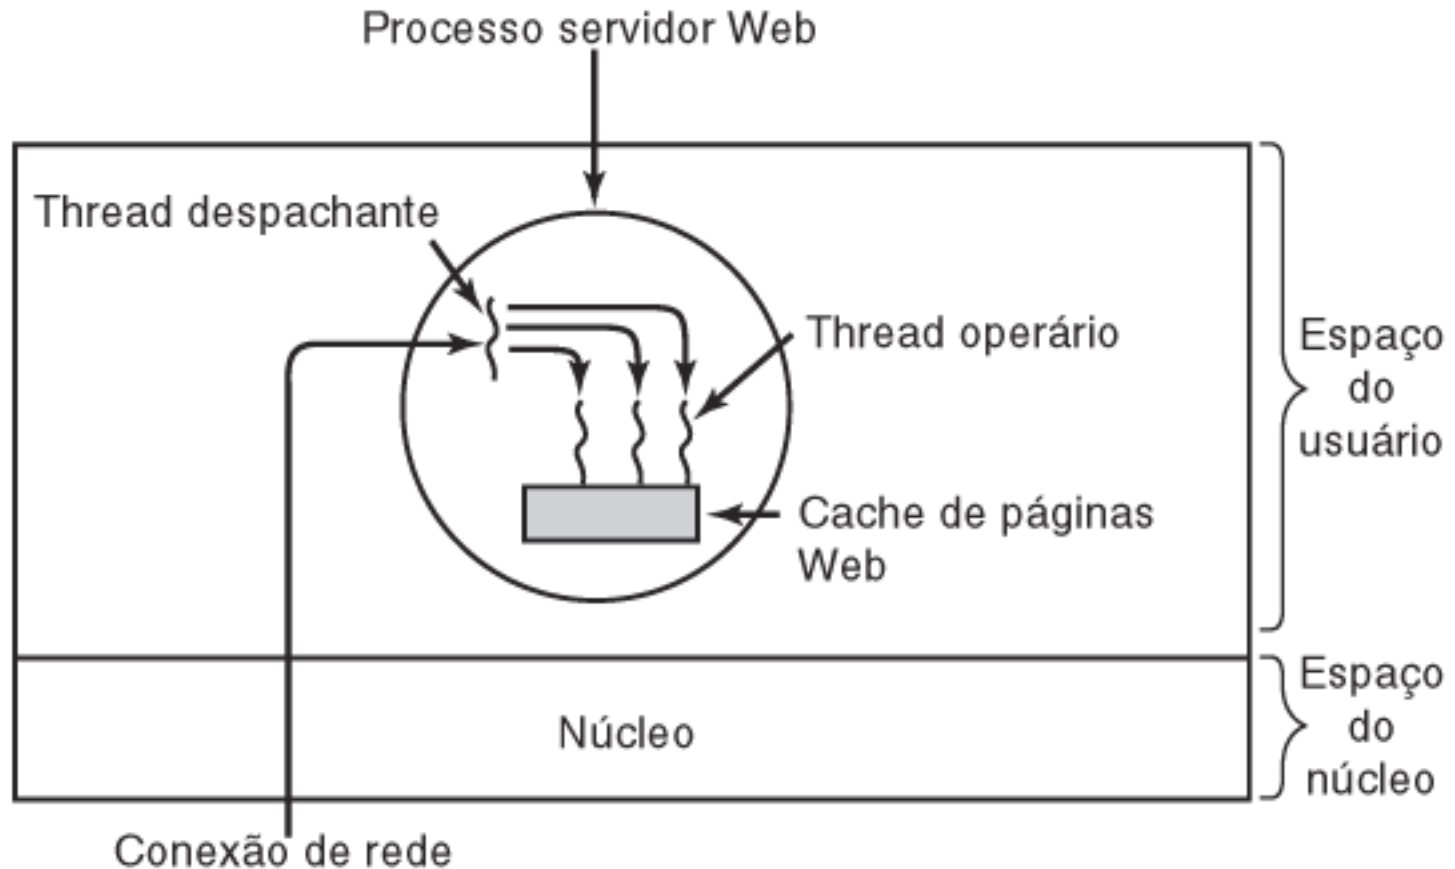 Processo servidor Web
Thread despachante
Thread operário
Espaço
do
usuário
Cache de páginas
Web
Espaço
do
núcleo
Núcleo
Conexão de rede